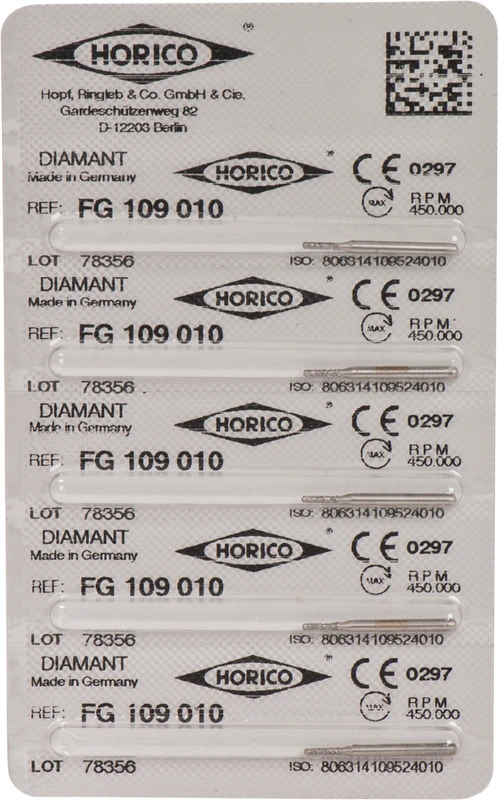 HORICO ®
Hopf, Ringleb & Co. GmbH & Cie.
Gardeschützenweg 82
D-12203 Berlin
DIAMANT HORICO ® CE 0297
Made in Germany
MAX RPM
REF: FG 109 010 450.000
LOT 78356 ISO: 806314109524010
DIAMANT HORICO ® CE 0297
Made in Germany
MAX RPM
REF: FG 109 010 450.000
LOT 78356 ISO: 806314109524010
DIAMANT HORICO ® CE 0297
Made in Germany
MAX RPM
REF: FG 109 010 450.000
LOT 78356 ISO: 806314109524010
DIAMANT HORICO ® CE 0297
Made in Germany
MAX RPM
REF: FG 109 010 450.000
LOT 78356 ISO: 806314109524010
DIAMANT HORICO ® CE 0297
Made in Germany
MAX RPM
REF: FG 109 010 450.000
LOT 78356 ISO: 806314109524010